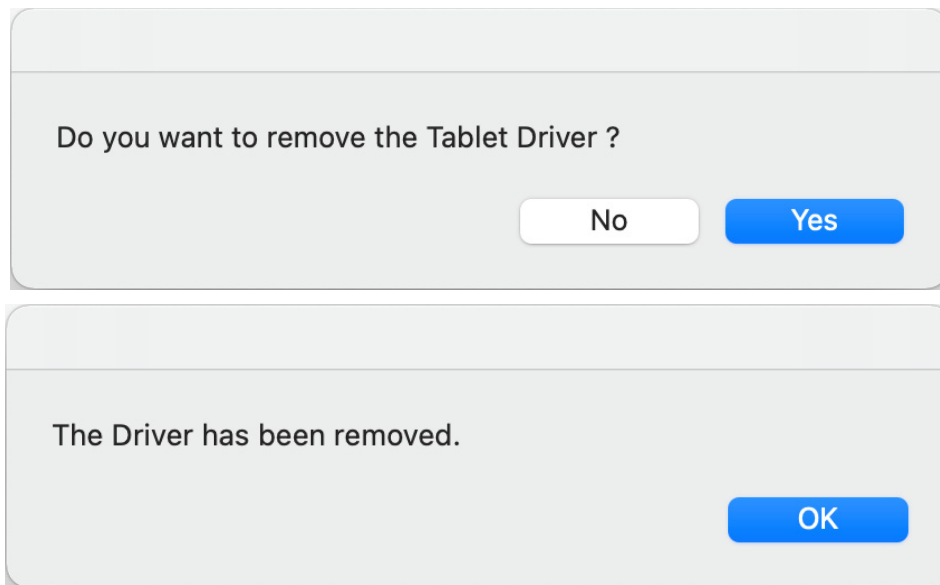 Do you want to remove the Tablet Driver ?
No
Yes
The Driver has been removed.
OK